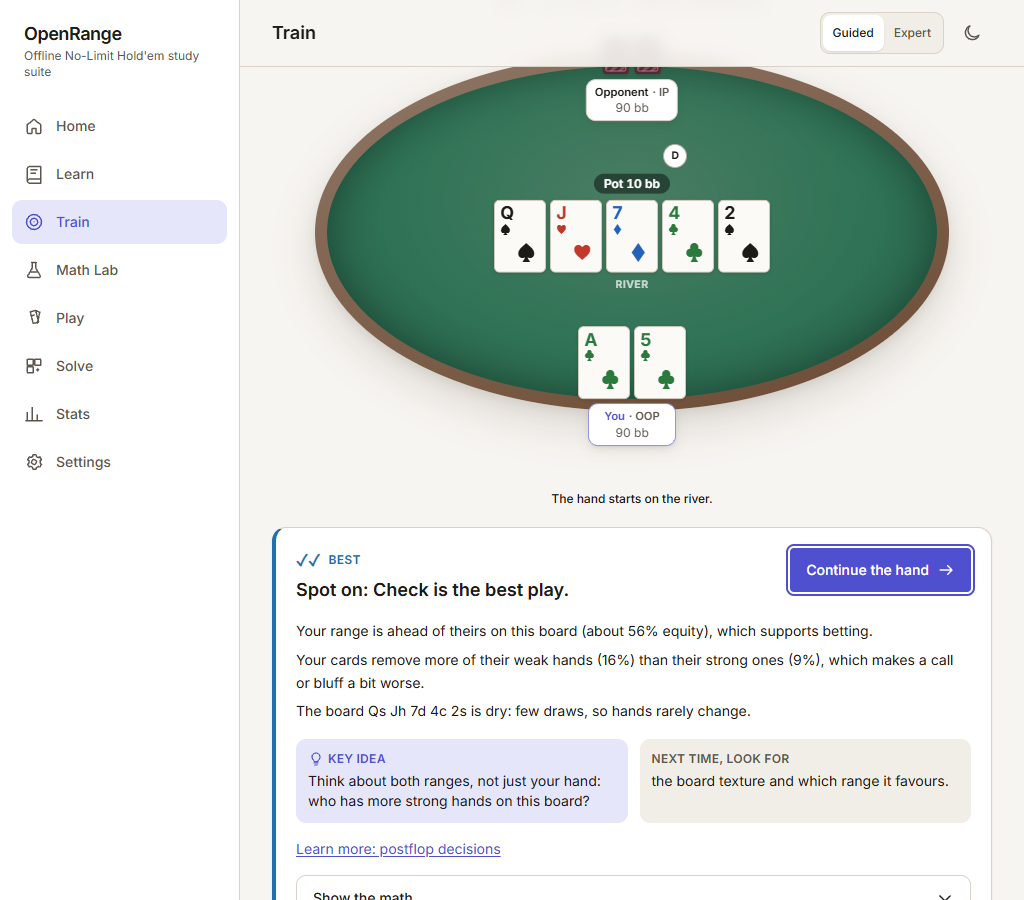 OpenRange
Offline No-Limit Hold'em study
suite
Home
Learn
Train
Math Lab
Play
Solve
Stats
Settings
Train
Guided
Expert
Opponent · IP
90 bb
D
Pot 10 bb
Q
J
7
4
2
RIVER
A
5
You · OOP
90 bb
The hand starts on the river.
BEST
Continue the hand
Spot on: Check is the best play.
Your range is ahead of theirs on this board (about 56% equity), which supports betting.
Your cards remove more of their weak hands (16%) than their strong ones (9%), which makes a call
or bluff a bit worse.
The board Qs Jh 7d 4c 2s is dry: few draws, so hands rarely change.
KEY IDEA
Think about both ranges, not just your hand:
who has more strong hands on this board?
NEXT TIME, LOOK FOR
the board texture and which range it favours.
Learn more: postflop decisions
Show the math